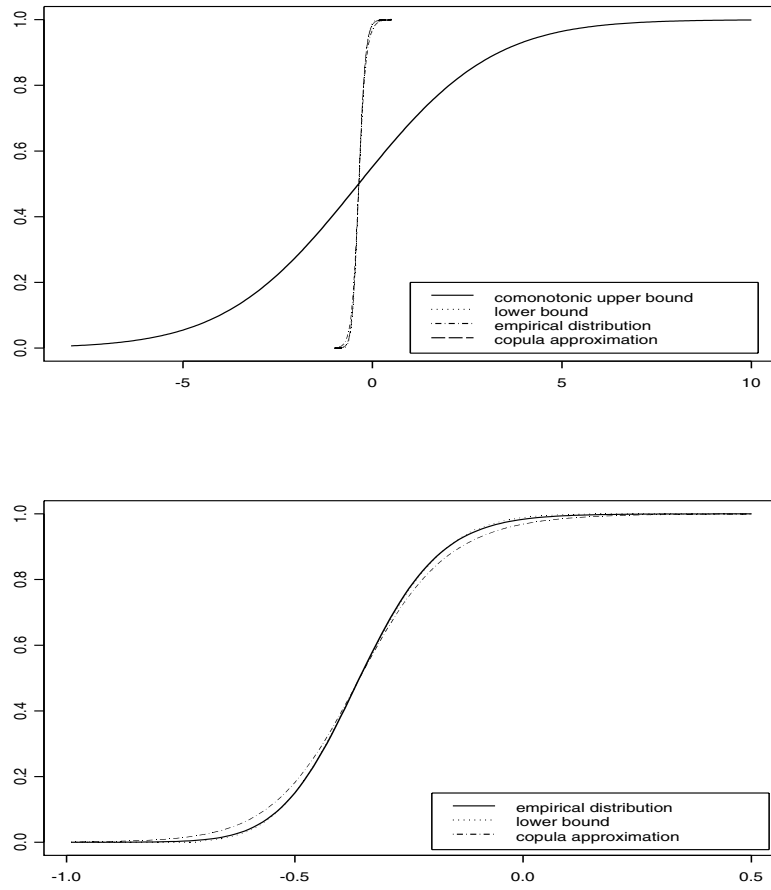 1.0
0.8
0.6
0.4
0.2
0.0
comonotonic upper bound
lower bound
empirical distribution
copula approximation
-5
0
5
10
1.0
0.8
0.6
0.4
0.2
0.0
empirical distribution
lower bound
copula approximation
-1.0
-0.5
0.0
0.5